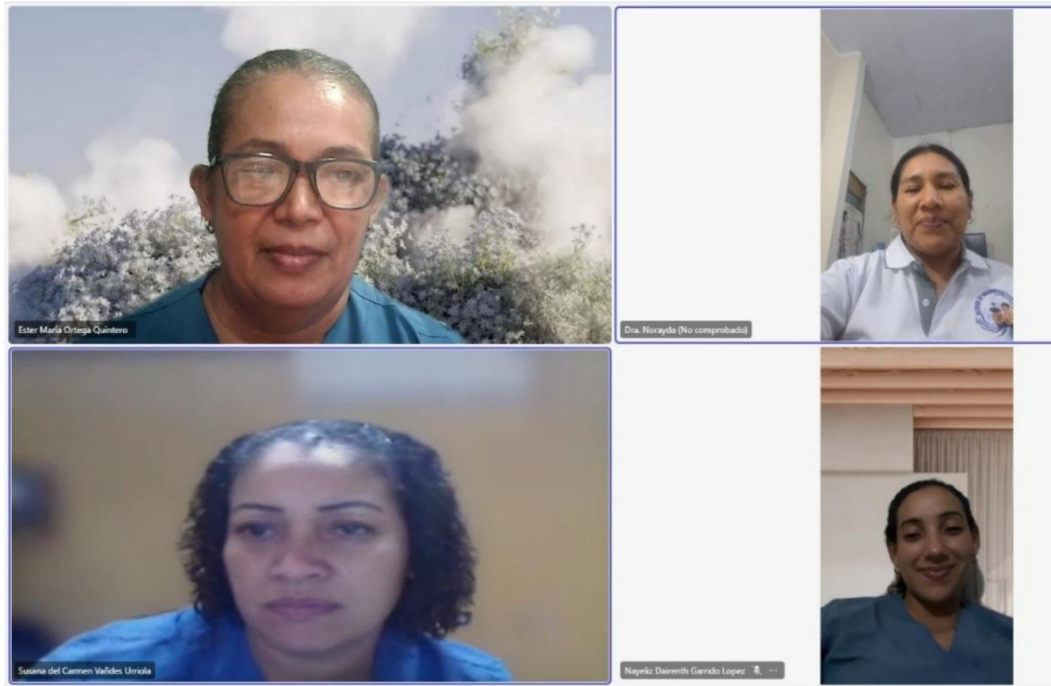 Ester María Ortega Quintero
Dra. Norayda (No comprobado)
Susana del Carmen Vañdes Urriola
Nayeliz Dairenth Garrido Lopez